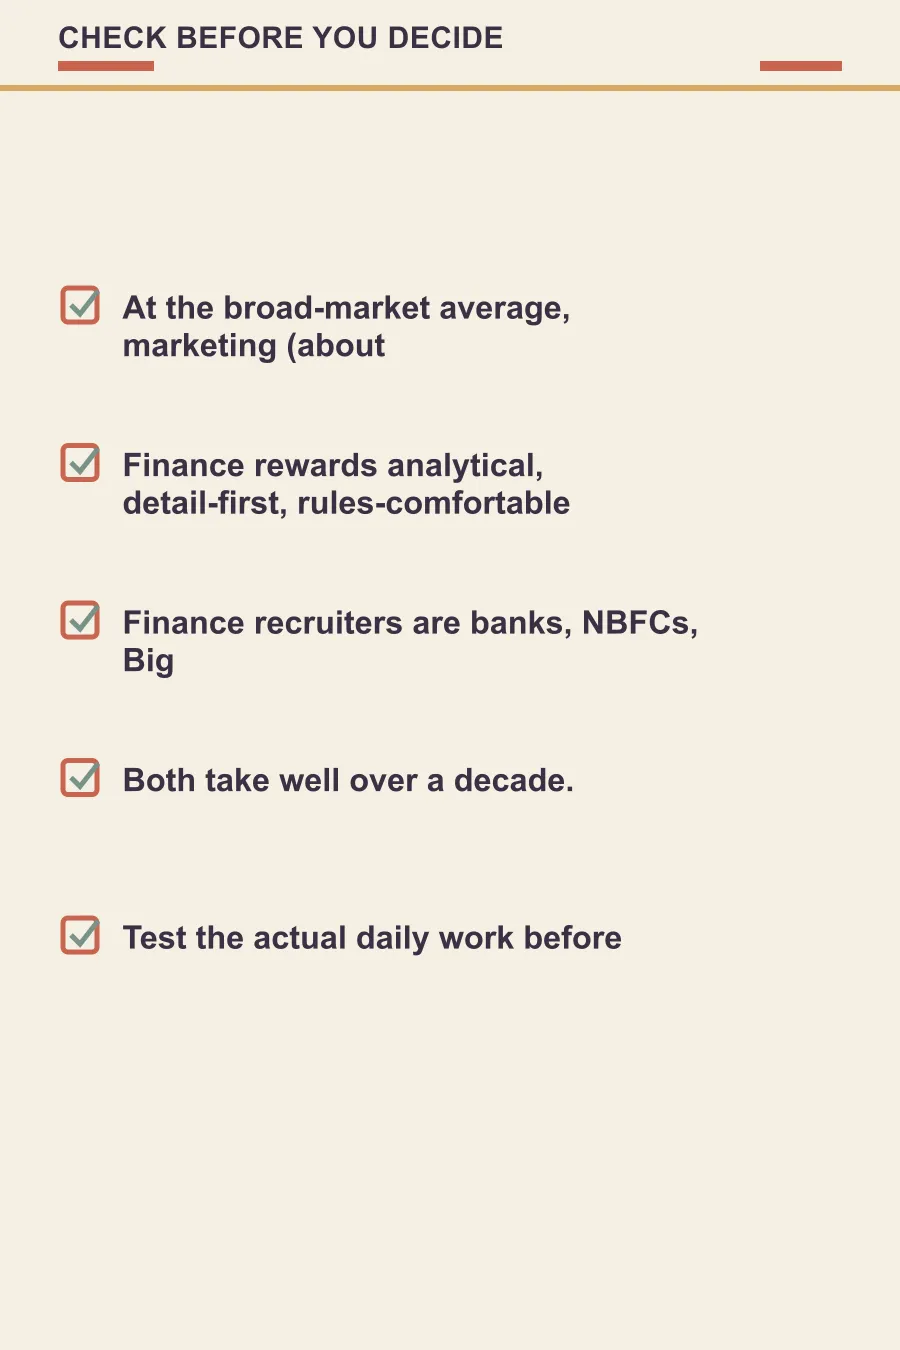 CHECK BEFORE YOU DECIDE
At the broad-market average,
marketing (about
Finance rewards analytical,
detail-first, rules-comfortable
Finance recruiters are banks, NBFCs,
Big
Both take well over a decade.
Test the actual daily work before